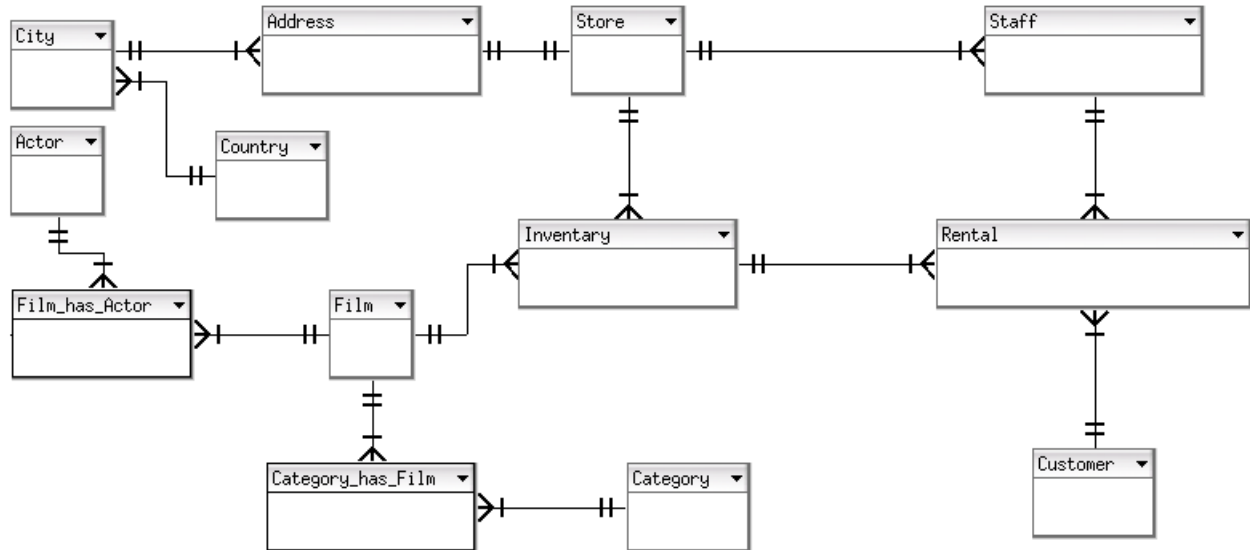 Address
Store
Staff
City
Actor
Country
Inventary
Rental
Film_has_Actor
Film
Category_has_Film
Category
Customer